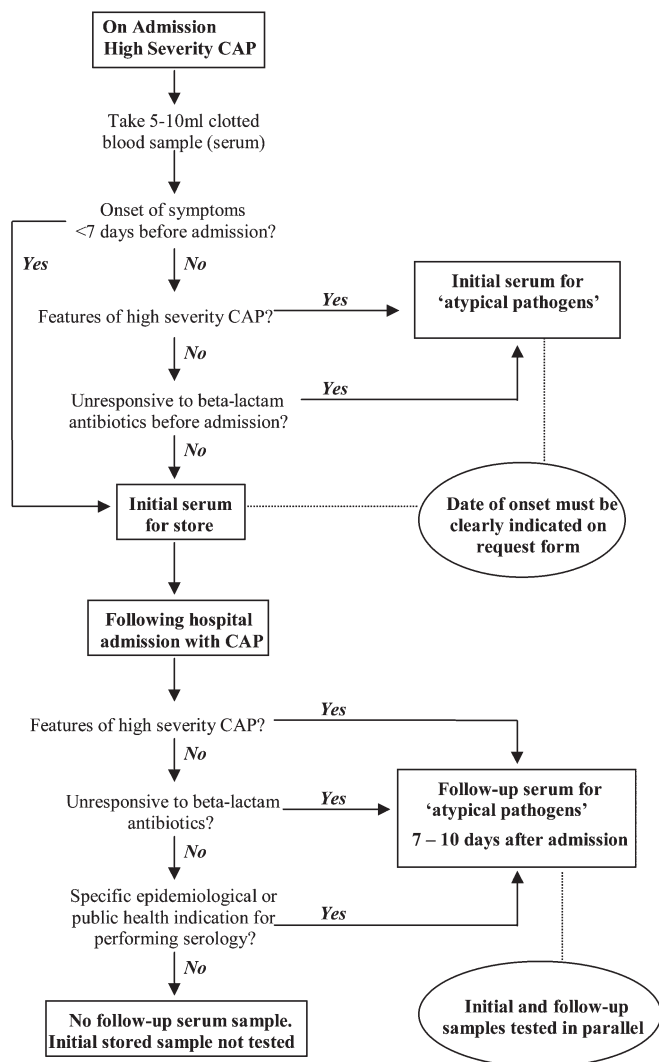 On Admission
High Severity CAP
Take 5-10ml clotted
blood sample (serum)
Onset of symptoms
<7 days before admission?
Yes
No
Initial serum for
‘atypical pathogens’
Features of high severity CAP?
Yes
No
Unresponsive to beta-lactam
antibiotics before admission?
Yes
No
Initial serum
for store
Date of onset must be
clearly indicated on
request form
Following hospital
admission with CAP
Features of high severity CAP?
Yes
No
Follow-up serum for
‘atypical pathogens’
7 – 10 days after admission
Unresponsive to beta-lactam
antibiotics?
Yes
No
Specific epidemiological or
public health indication for
performing serology?
Yes
No
No follow-up serum sample.
Initial stored sample not tested
Initial and follow-up
samples tested in parallel